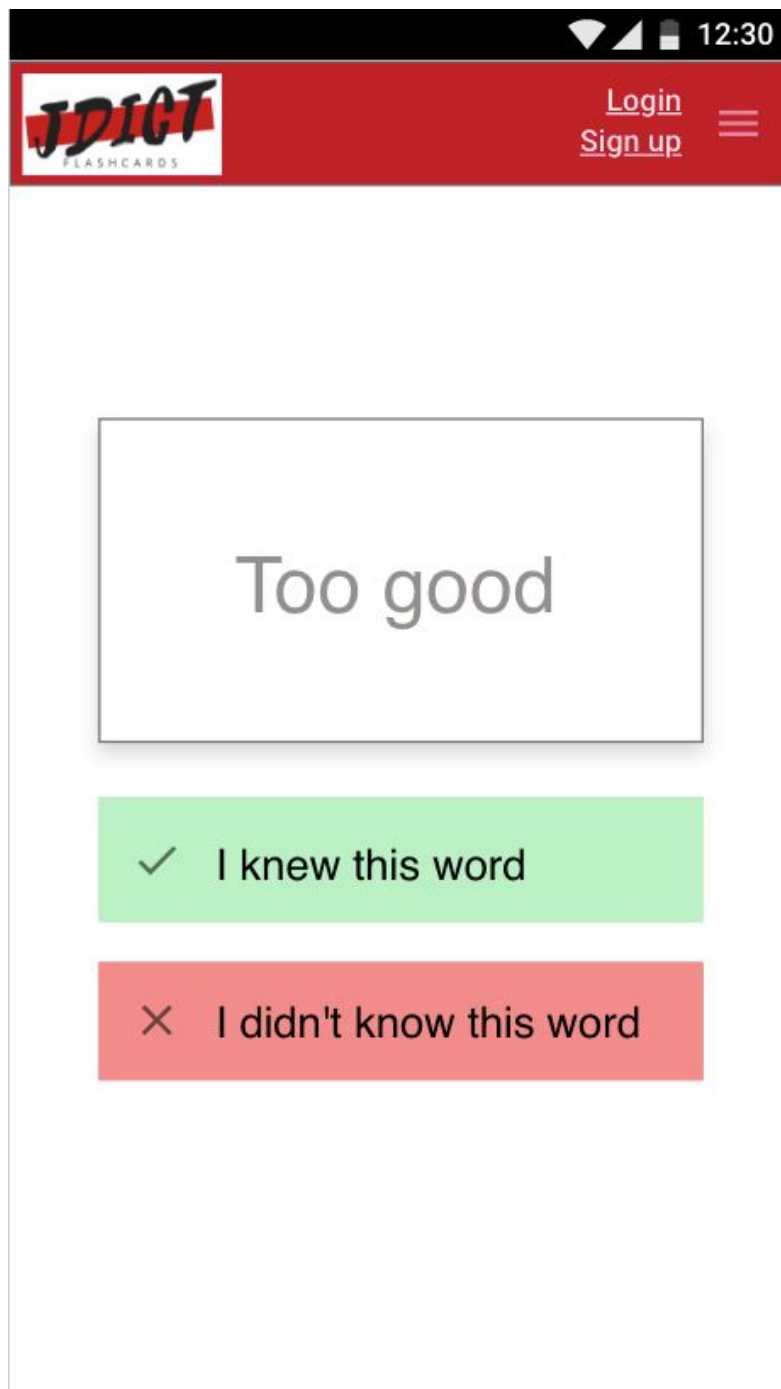 12:30
JDICT
FLASHCARDS
Login
Sign up
Too good
I knew this word
I didn't know this word